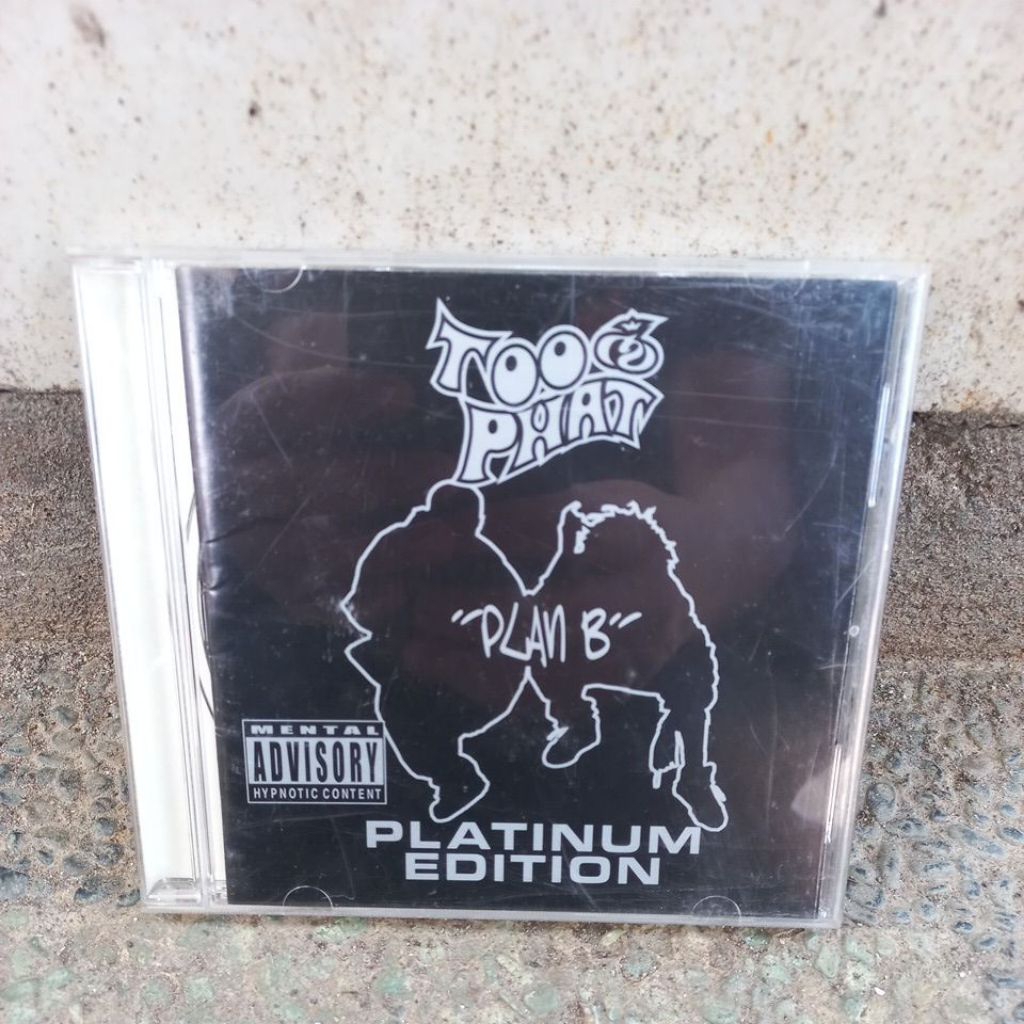 TOO
PHAT
"PLAN B"
MENTAL
ADVISORY
HYPNOTIC CONTENT
PLATINUM
EDITION